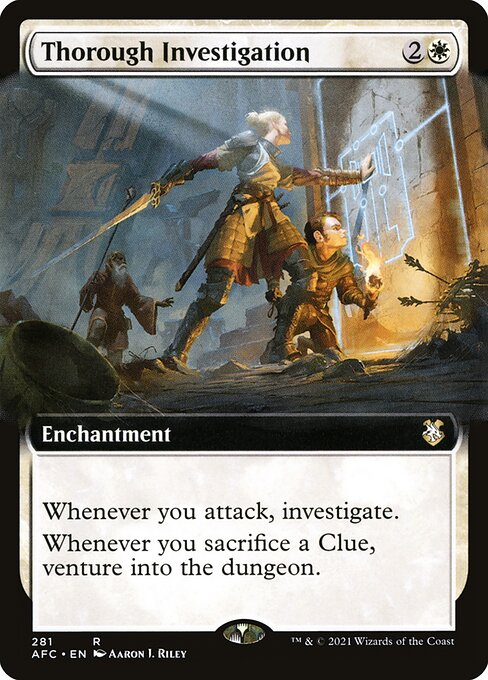 Thorough Investigation 2
Enchantment
Whenever you attack, investigate.
Whenever you sacrifice a Clue,
venture into the dungeon.
281 R
AFC • EN Aaron J. Riley
™ & © 2021 Wizards of the Coast